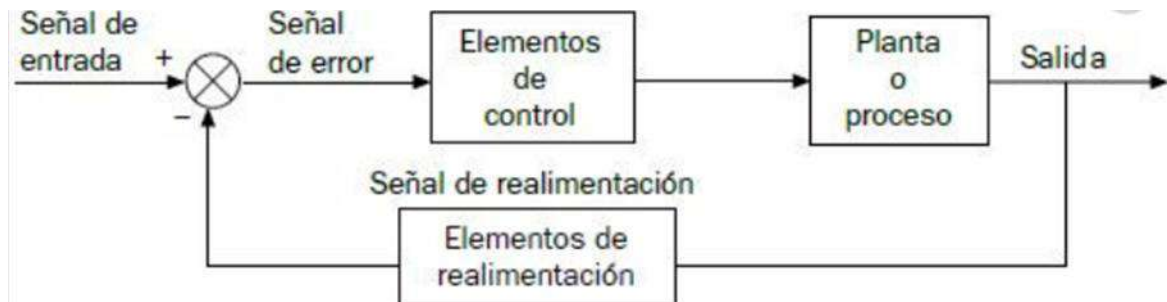 Señal de
entrada
+
−
Señal
de error
Elementos
de
control
Planta
o
proceso
Salida
Señal de realimentación
Elementos de
realimentación